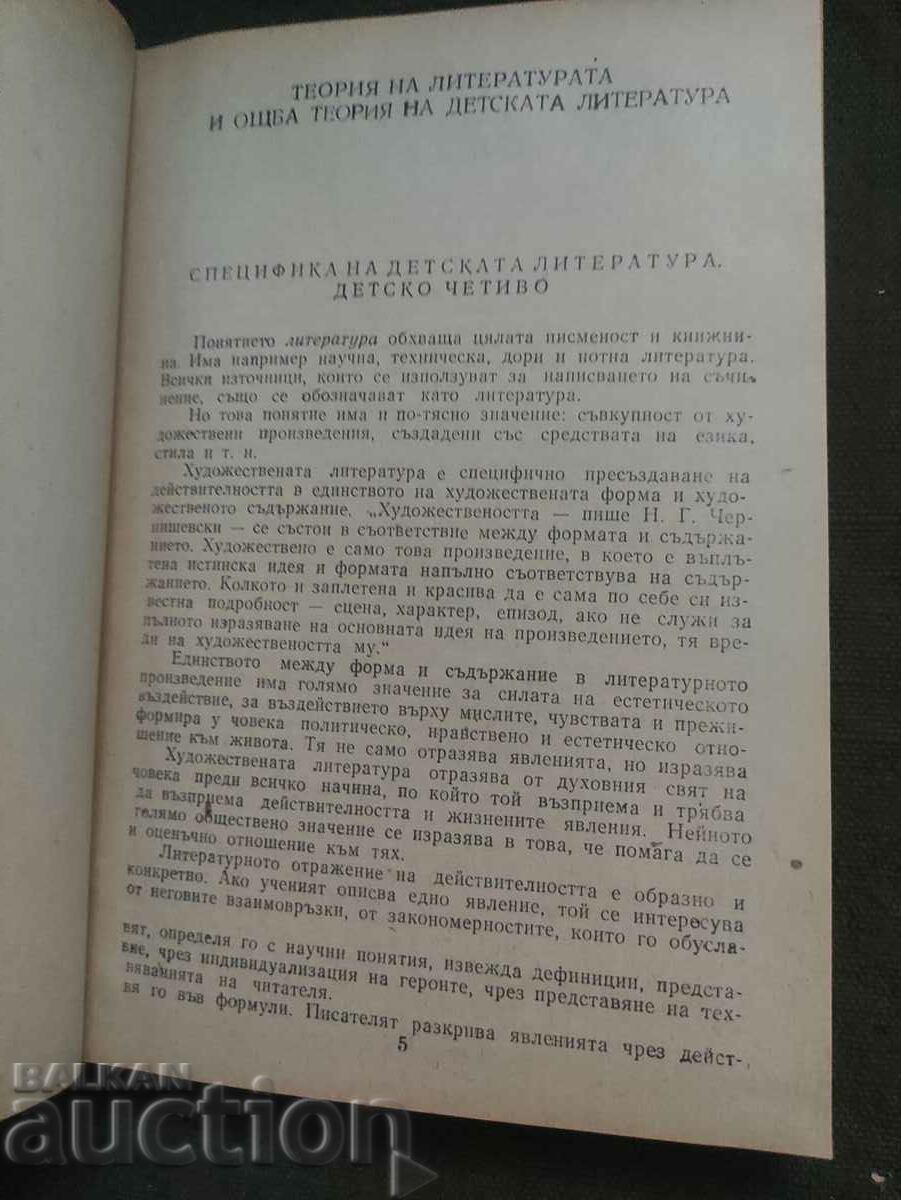 ТЕОРИЯ НА ЛИТЕРАТУРАТА
И ОЩБА ТЕОРИЯ НА ДЕТСКАТА ЛИТЕРАТУРА
СПЕЦИФИКА НА ДЕТСКАТА ЛИТЕРАТУРА.
ДЕТСКО ЧЕТИВО
Понятието литература обхваща цялата писменост и книжни-
на. Има например научна, техническа, дори и нотна литература.
Всички източници, които се използуват за написването на съчи-
нение, също се обозначават като литература.
Но това понятие има и по-тясно значение: съвкупност от ху-
дожествени произведения, създадени със средствата на езика,
стила и т. н.
Художествената литература е специфично пресъздаване на
действителността в единството на художествената форма и худо-
жественото съдържание. „Художествеността — пише Н. Г. Чер-
нишевски — се състои в съответствие между формата и съдържа-
нието. Художествено е само това произведение, в което е въплъ-
тена истинска идея и формата напълно съответствува на съдър-
жанието. Колкото и заплетена и красива да е сама по себе си из-
вестна подробност — сцена, характер, епизод, ако не служи за
пълното изразяване на основната идея на произведението, тя вре-
ди на художествеността му.“
Единството между форма и съдържание в литературното
произведение има голямо значение за силата на естетическото
въздействие, за въздействието върху мислите, чувствата и прежи-
вяванията на читателя.
Художествената литература отразява от духовния свят на
човека преди всичко начина, по който той възприема и трябва
да възприема действителността и жизнените явления. Нейното
голямо обществено значение се изразява в това, че помага да се
формира у човека политическо, нравствено и естетическо отно-
шение към живота. Тя не само отразява явленията, но изразява
и оценъчно отношение към тях.
Литературното отражение на действителността е образно и
конкретно. Ако ученият описва едно явление, той се интересува
от неговите взаимовръзки, от закономерностите, които го обусла-
вят, определя го с научни понятия, извежда дефиниции, предста-
вя го във формули. Писателят разкрива явленията чрез дейст-
вие, чрез индивидуализация на героите, чрез представяне на тех-
5
BALKAN
auction